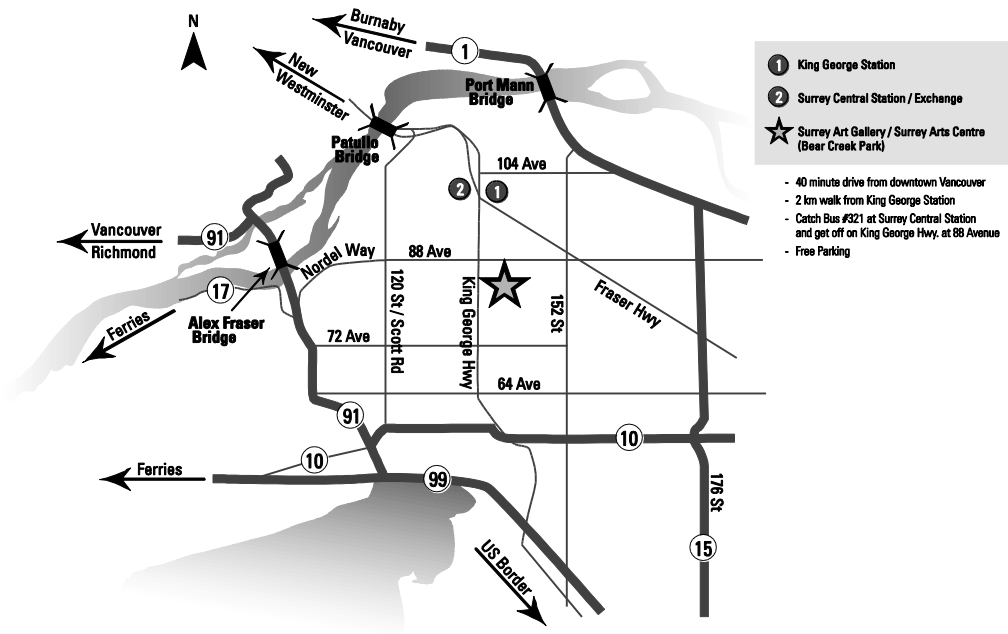 N
Burnaby
Vancouver
1
New
Westminster
Port Mann
Bridge
Patullo
Bridge
104 Ave
2
1
Vancouver
Richmond
91
Nordel Way
88 Ave
17
Ferries
Alex Fraser
Bridge
120 St / Scott Rd
King George Hwy
152 St
Fraser Hwy
72 Ave
64 Ave
91
10
10
Ferries
99
176 St
15
US Border
1 King George Station
2 Surrey Central Station / Exchange
Surrey Art Gallery / Surrey Arts Centre
(Bear Creek Park)
- 40 minute drive from downtown Vancouver
- 2 km walk from King George Station
- Catch Bus #321 at Surrey Central Station
and get off on King George Hwy. at 88 Avenue
- Free Parking